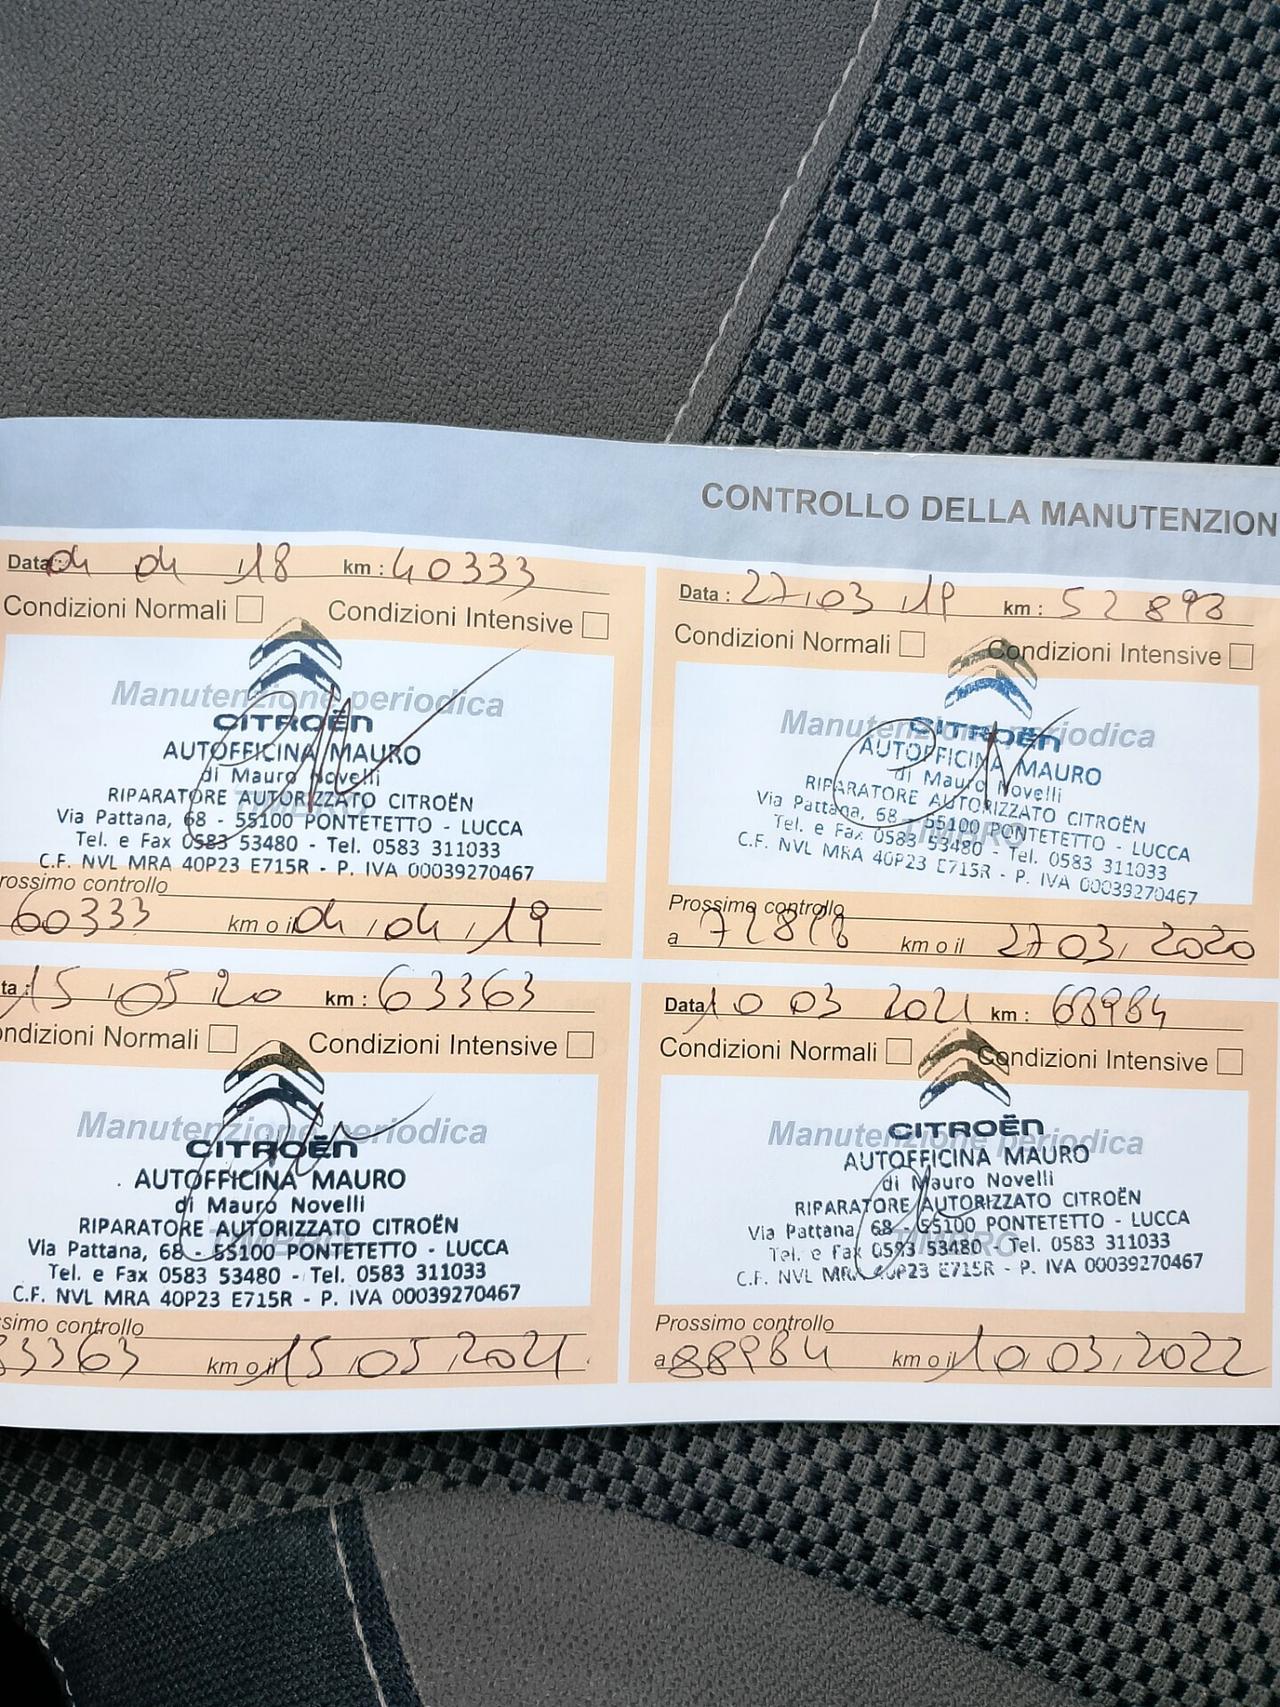 CONTROLLO DELLA MANUTENZION
Data: 04 04 18 km : 40333
Condizioni Normali Condizioni Intensive
Manutenzione periodica
CITROËN
AUTOFFICINA MAURO
di Mauro Novelli
RIPARATORE AUTORIZZATO CITROËN
TIMBRO
Via Pattana, 68 - 55100 PONTETETTO - LUCCA
Tel. e Fax 0583 53480 - Tel. 0583 311033
C.F. NVL MRA 40P23 E715R - P. IVA 00039270467
rossimo controllo
60333 km o il 04/04/19
Data : 27/03/19 km : 52893
Condizioni Normali Condizioni Intensive
Manutenzione periodica
CITROËN
AUTOFFICINA MAURO
di Mauro Novelli
RIPARATORE AUTORIZZATO CITROËN
Via Pattana, 68 - 55100 PONTETETTO - LUCCA
TIMBRO
Tel. e Fax 0583 53480 - Tel. 0583 311033
C.F. NVL MRA 40P23 E715R - P. IVA 00039270467
Prossimo controllo
a 72893 km o il 27 03/2020
ta : 15/05 20 km : 63363
ndizioni Normali Condizioni Intensive
Manutenzione periodica
CITROËN
AUTOFFICINA MAURO
di Mauro Novelli
RIPARATORE AUTORIZZATO CITROËN
TIMBRO
Via Pattana, 68 - 55100 PONTETETTO - LUCCA
Tel. e Fax 0583 53480 - Tel. 0583 311033
C.F. NVL MRA 40P23 E715R - P. IVA 00039270467
ssimo controllo
83363 km o il 15/05/2021
Data 10 03 2021 km : 68984
Condizioni Normali Condizioni Intensive
Manutenzione periodica
CITROËN
AUTOFFICINA MAURO
di Mauro Novelli
RIPARATORE AUTORIZZATO CITROËN
Via Pattana, 68 - 55100 PONTETETTO - LUCCA
TIMBRO
Tel. e Fax 0583 53480 - Tel. 0583 311033
C.F. NVL MRA 40P23 E715R - P. IVA 00039270467
Prossimo controllo
a 88984 km o il 10/03/2022